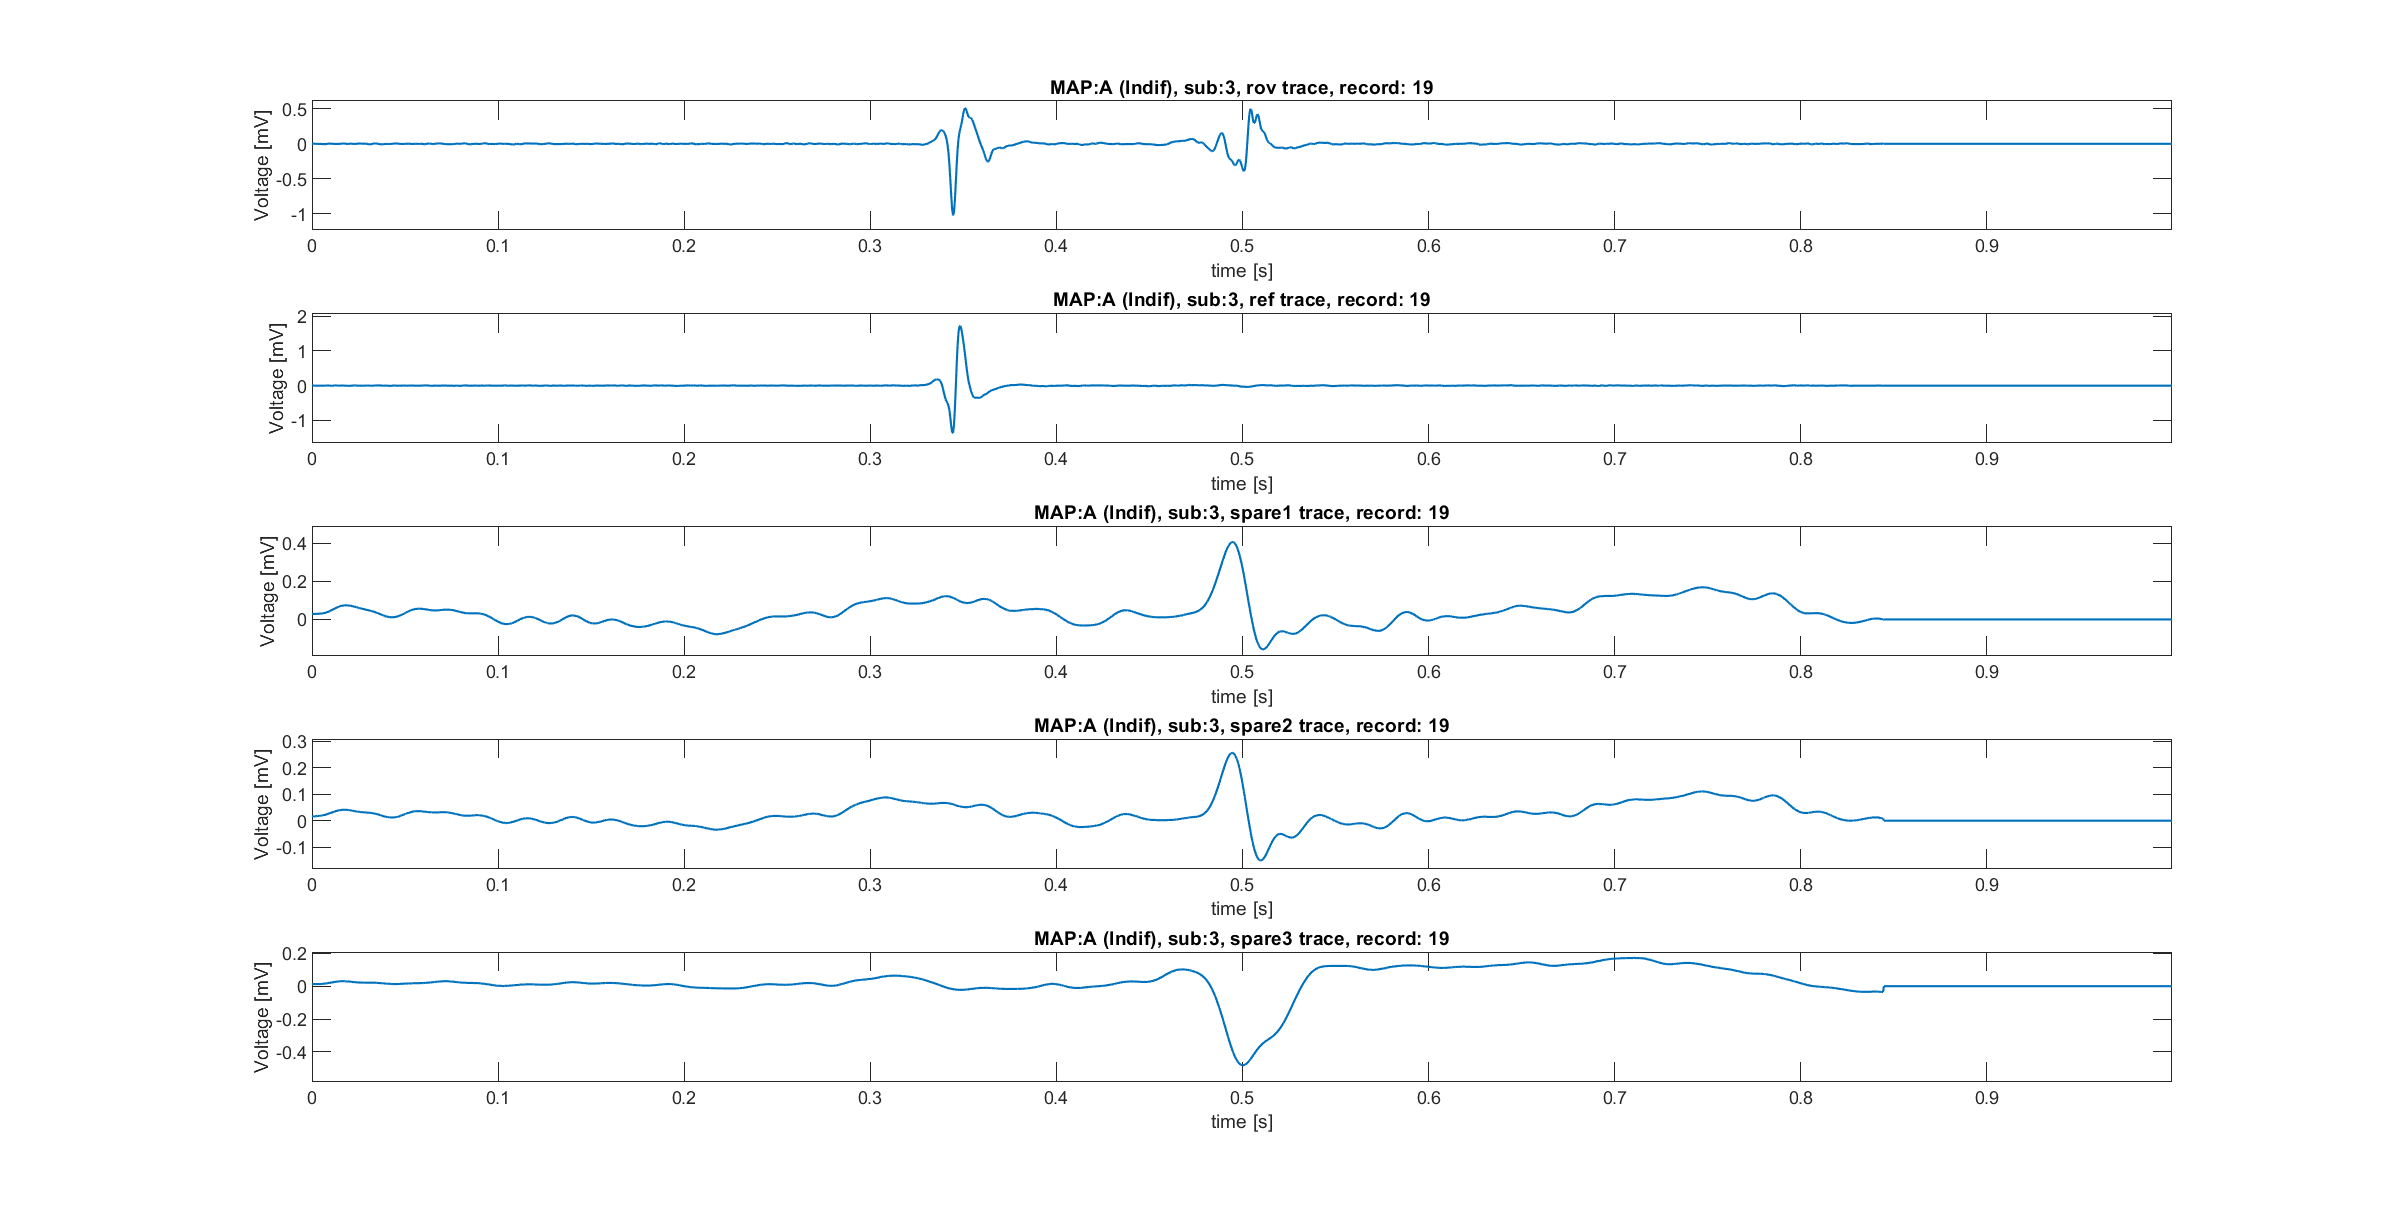 MAP:A (Indif), sub:3, rov trace, record: 19
Voltage [mV]
0.5
0
-0.5
-1
0 0.1 0.2 0.3 0.4 0.5 0.6 0.7 0.8 0.9
time [s]
MAP:A (Indif), sub:3, ref trace, record: 19
Voltage [mV]
2
1
0
-1
0 0.1 0.2 0.3 0.4 0.5 0.6 0.7 0.8 0.9
time [s]
MAP:A (Indif), sub:3, spare1 trace, record: 19
Voltage [mV]
0.4
0.2
0
0 0.1 0.2 0.3 0.4 0.5 0.6 0.7 0.8 0.9
time [s]
MAP:A (Indif), sub:3, spare2 trace, record: 19
Voltage [mV]
0.3
0.2
0.1
0
-0.1
0 0.1 0.2 0.3 0.4 0.5 0.6 0.7 0.8 0.9
time [s]
MAP:A (Indif), sub:3, spare3 trace, record: 19
Voltage [mV]
0.2
0
-0.2
-0.4
0 0.1 0.2 0.3 0.4 0.5 0.6 0.7 0.8 0.9
time [s]